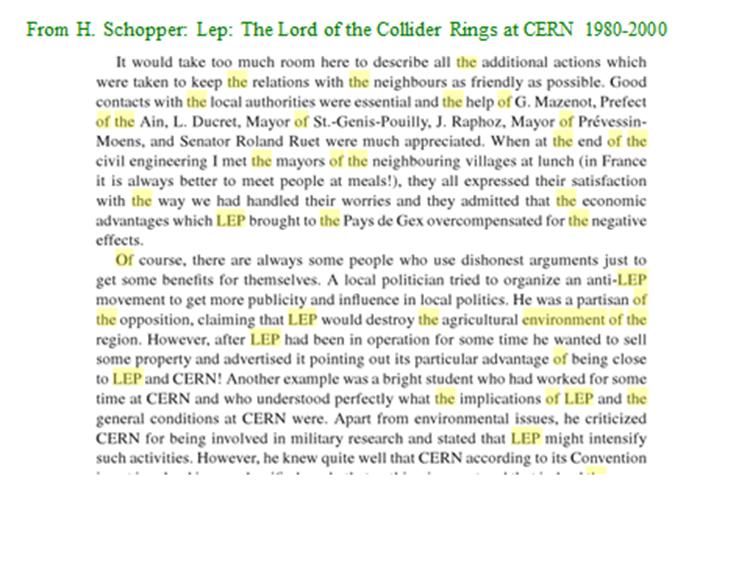 From H. Schopper: Lep: The Lord of the Collider Rings at CERN 1980-2000
It would take too much room here to describe all the additional actions which
were taken to keep the relations with the neighbours as friendly as possible. Good
contacts with the local authorities were essential and the help of G. Mazenot, Prefect
of the Ain, L. Ducret, Mayor of St.-Genis-Pouilly, J. Raphoz, Mayor of Prévessin-
Moens, and Senator Roland Ruet were much appreciated. When at the end of the
civil engineering I met the mayors of the neighbouring villages at lunch (in France
it is always better to meet people at meals!), they all expressed their satisfaction
with the way we had handled their worries and they admitted that the economic
advantages which LEP brought to the Pays de Gex overcompensated for the negative
effects.
Of course, there are always some people who use dishonest arguments just to
get some benefits for themselves. A local politician tried to organize an anti-LEP
movement to get more publicity and influence in local politics. He was a partisan of
the opposition, claiming that LEP would destroy the agricultural environment of the
region. However, after LEP had been in operation for some time he wanted to sell
some property and advertised it pointing out its particular advantage of being close
to LEP and CERN! Another example was a bright student who had worked for some
time at CERN and who understood perfectly what the implications of LEP and the
general conditions at CERN were. Apart from environmental issues, he criticized
CERN for being involved in military research and stated that LEP might intensify
such activities. However, he knew quite well that CERN according to its Convention